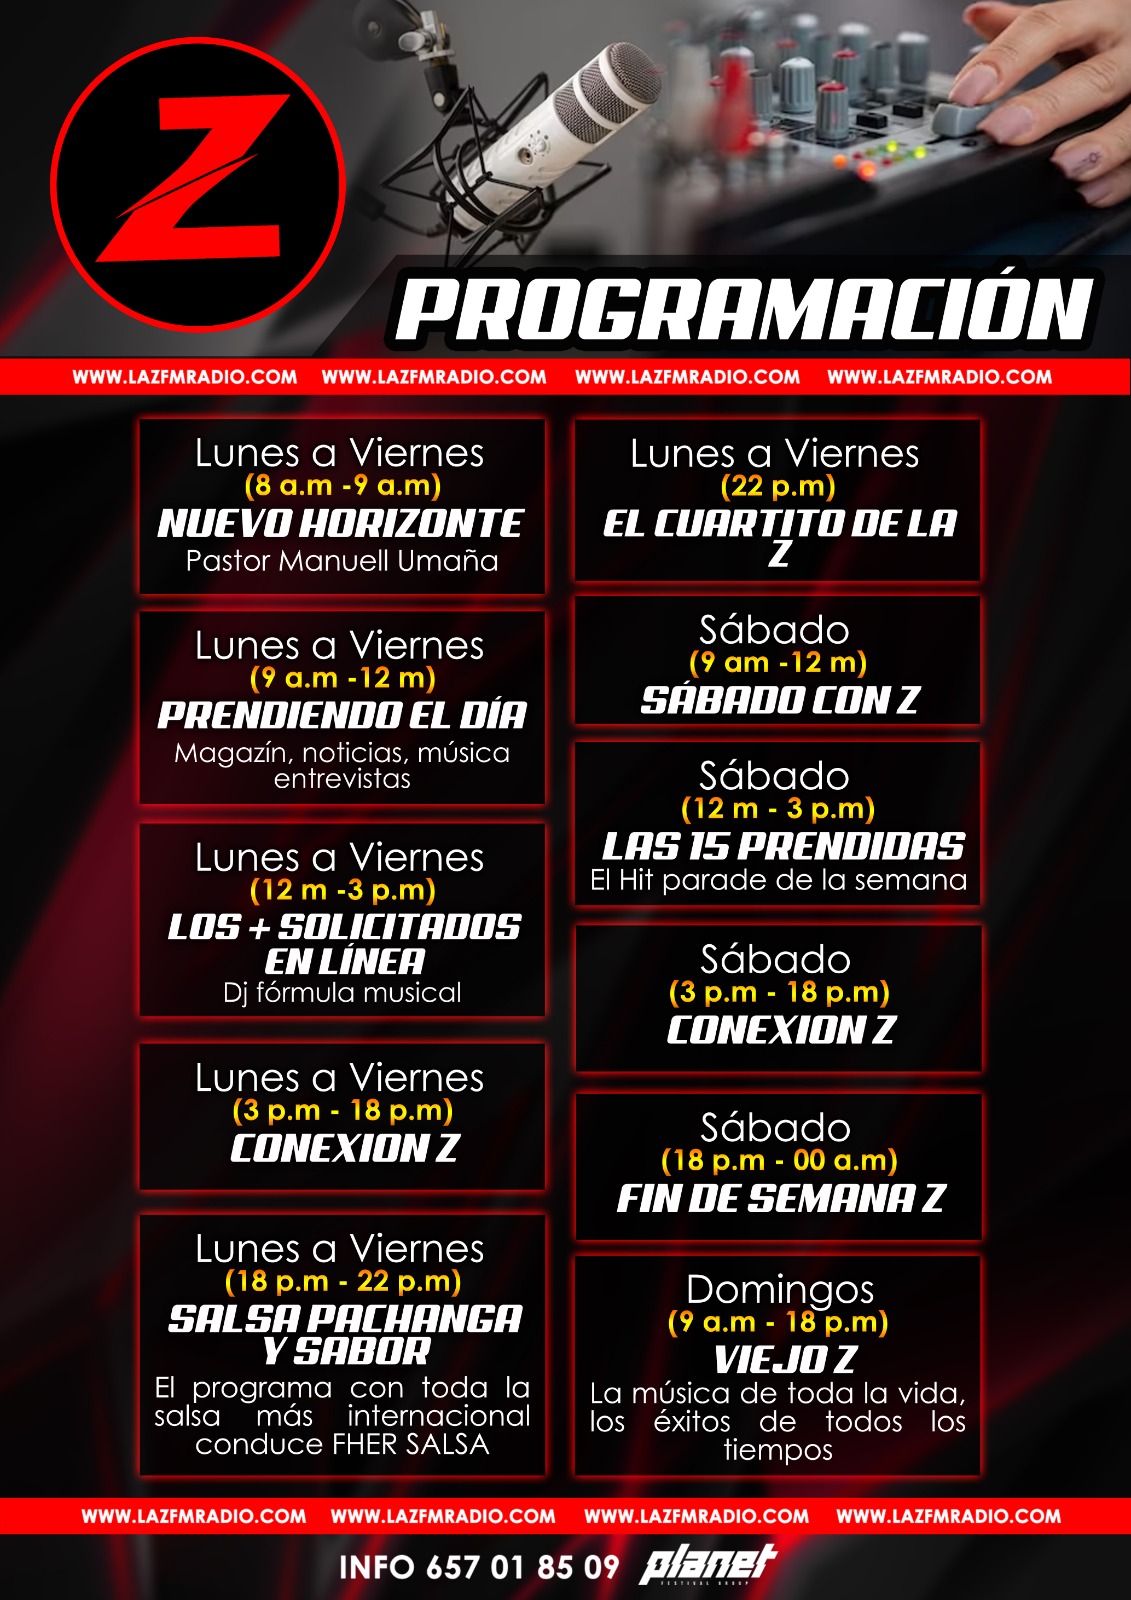 Z
PROGRAMACIÓN
WWW.LAZFMRADIO.COM WWW.LAZFMRADIO.COM WWW.LAZFMRADIO.COM WWW.LAZFMRADIO.COM
Lunes a Viernes
(8 a.m -9 a.m)
NUEVO HORIZONTE
Pastor Manuell Umaña
Lunes a Viernes
(9 a.m -12 m)
PRENDIENDO EL DÍA
Magazín, noticias, música
entrevistas
Lunes a Viernes
(12 m -3 p.m)
LOS + SOLICITADOS
EN LÍNEA
Dj fórmula musical
Lunes a Viernes
(3 p.m - 18 p.m)
CONEXION Z
Lunes a Viernes
(18 p.m - 22 p.m)
SALSA PACHANGA
Y SABOR
El programa con toda la
salsa más internacional
conduce FHER SALSA
Lunes a Viernes
(22 p.m)
EL CUARTITO DE LA
Z
Sábado
(9 am -12 m)
SÁBADO CON Z
Sábado
(12 m - 3 p.m)
LAS 15 PRENDIDAS
El Hit parade de la semana
Sábado
(3 p.m - 18 p.m)
CONEXION Z
Sábado
(18 p.m - 00 a.m)
FIN DE SEMANA Z
Domingos
(9 a.m - 18 p.m)
VIEJO Z
La música de toda la vida,
los éxitos de todos los
tiempos
WWW.LAZFMRADIO.COM WWW.LAZFMRADIO.COM WWW.LAZFMRADIO.COM WWW.LAZFMRADIO.COM
INFO 657 01 85 09 planet
FESTIVAL GROUP